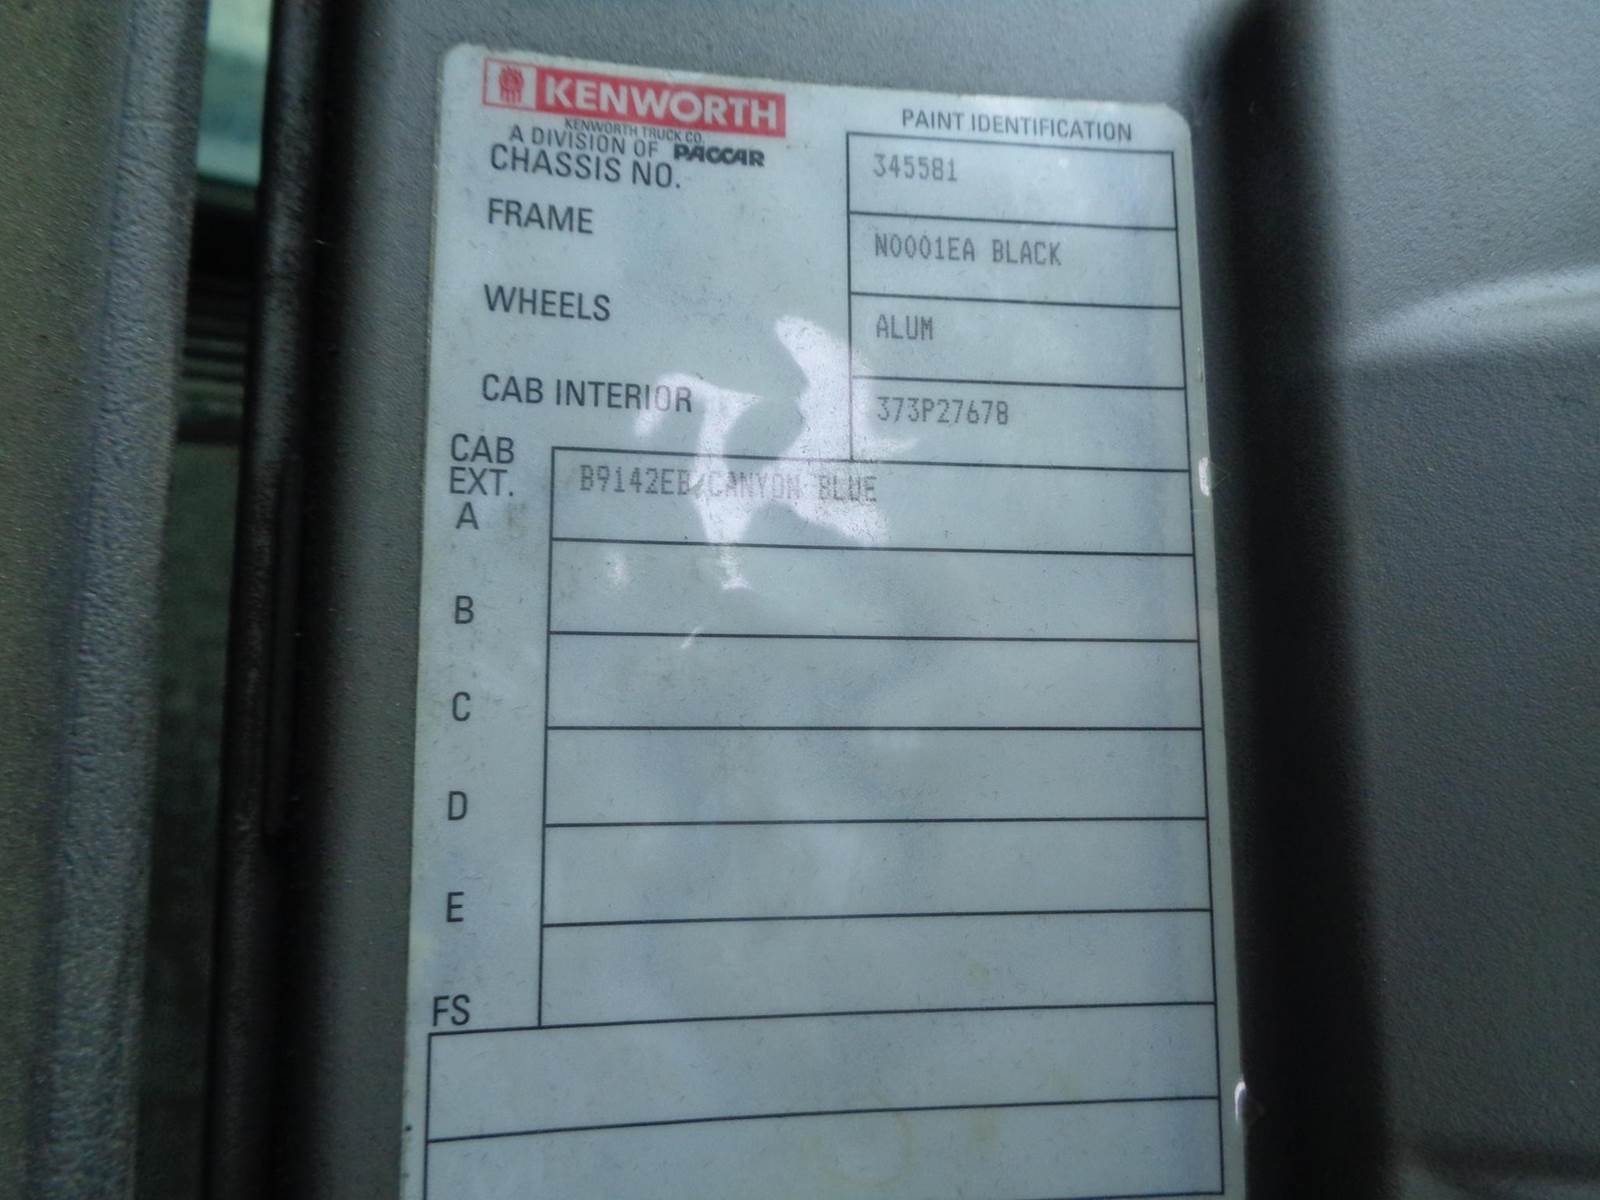 KENWORTH
KENWORTH TRUCK CO.
A DIVISION OF PACCAR
PAINT IDENTIFICATION
CHASSIS NO. 345581
FRAME N0001EA BLACK
WHEELS ALUM
CAB INTERIOR 373P27678
CAB
EXT.
A B9142EB/CANYON BLUE
B
C
D
E
FS